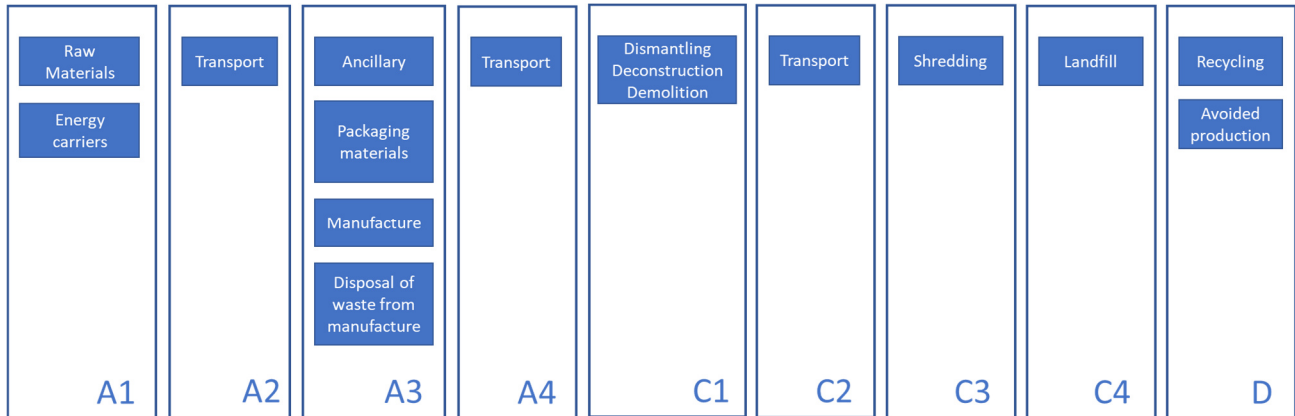 Raw
Materials
Energy
carriers
A1
Transport
A2
Ancillary
Packaging
materials
Manufacture
Disposal of
waste from
manufacture
A3
Transport
A4
Dismantling
Deconstruction
Demolition
C1
Transport
C2
Shredding
C3
Landfill
C4
Recycling
Avoided
production
D